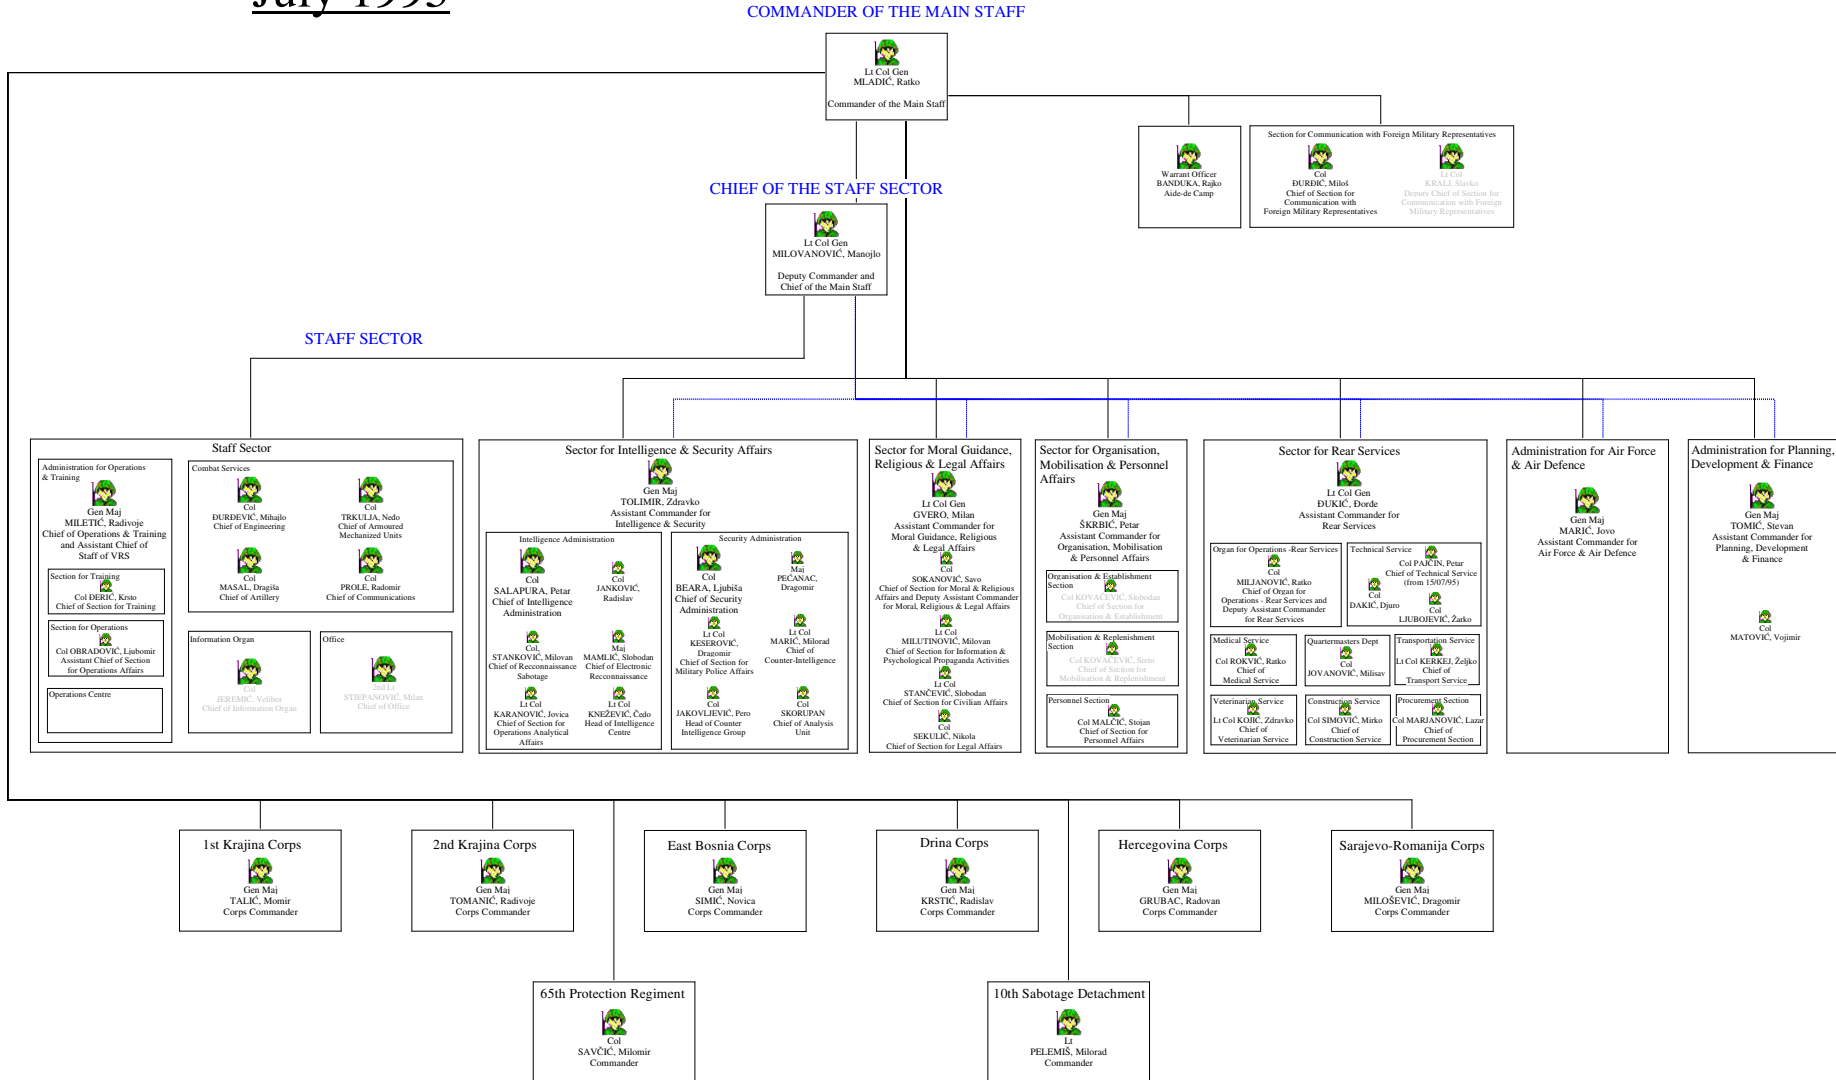 July 1995
COMMANDER OF THE MAIN STAFF
Lt Col Gen
MLADIĆ, Ratko
Commander of the Main Staff
Warrant Officer
BANDUKA, Rajko
Aide-de Camp
Section for Communication with Foreign Military Representatives
Col
ĐURĐIĆ, Miloš
Chief of Section for
Communication with
Foreign Military Representatives
Lt Col
KRALJ, Slavko
Deputy Chief of Section for
Communication with Foreign
Military Representatives
CHIEF OF THE STAFF SECTOR
Lt Col Gen
MILOVANOVIĆ, Manojlo
Deputy Commander and
Chief of the Main Staff
STAFF SECTOR
Staff Sector
Administration for Operations
& Training
Gen Maj
MILETIĆ, Radivoje
Chief of Operations & Training
and Assistant Chief of
Staff of VRS
Section for Training
Col ĐERIĆ, Krsto
Chief of Section for Training
Section for Operations
Col OBRADOVIĆ, Ljubomir
Assistant Chief of Section
for Operations Affairs
Operations Centre
Combat Services
Col
ĐURĐEVIĆ, Mihajlo
Chief of Engineering
Col
TRKULJA, Nedo
Chief of Armoured
Mechanized Units
Col
MASAL, Dragiša
Chief of Artillery
Col
PROLE, Radomir
Chief of Communications
Information Organ
Col
JEREMIĆ, Velibor
Chief of Information Organ
Office
2nd Lt
STJEPANOVIĆ, Milan
Chief of Office
Sector for Intelligence & Security Affairs
Gen Maj
TOLIMIR, Zdravko
Assistant Commander for
Intelligence & Security
Intelligence Administration
Col
SALAPURA, Petar
Chief of Intelligence
Administration
Col
JANKOVIĆ,
Radislav
Col,
STANKOVIĆ, Milovan
Chief of Reconnaissance
Sabotage
Maj
MAMLIĆ, Slobodan
Chief of Electronic
Recconnaissance
Lt Col
KARANOVIĆ, Jovica
Chief of Section for
Operations Analytical
Affairs
Lt Col
KNEŽEVIĆ, Čedo
Head of Intelligence
Centre
Security Administration
Col
BEARA, Ljubiša
Chief of Security
Administration
Maj
PEĆANAC,
Dragomir
Lt Col
KESEROVIĆ,
Dragomir
Chief of Section for
Military Police Affairs
Lt Col
MARIĆ, Milorad
Chief of
Counter-Intelligence
Col
JAKOVLJEVIĆ, Pero
Head of Counter
Intelligence Group
Col
SKORUPAN
Chief of Analysis
Unit
Sector for Moral Guidance,
Religious & Legal Affairs
Lt Col Gen
GVERO, Milan
Assistant Commander for
Moral Guidance, Religious
& Legal Affairs
Col
SOKANOVIĆ, Savo
Chief of Section for Moral & Religious
Affairs and Deputy Assistant Commander
for Moral, Religious & Legal Affairs
Lt Col
MILUTINOVIĆ, Milovan
Chief of Section for Information &
Psychological Propaganda Activities
Lt Col
STANČEVIĆ, Slobodan
Chief of Section for Civilian Affairs
Col
SEKULIĆ, Nikola
Chief of Section for Legal Affairs
Sector for Organisation,
Mobilisation & Personnel
Affairs
Gen Maj
ŠKRBIĆ, Petar
Assistant Commander for
Organisation, Mobilisation
& Personnel Affairs
Organisation & Establishment
Section
Col KOVAČEVIĆ, Slobodan
Chief of Section for
Organisation & Establishment
Mobilisation & Replenishment
Section
Col KOVAČEVIĆ, Sreto
Chief of Section for
Mobilisation & Replenishment
Personnel Section
Col MALČIĆ, Stojan
Chief of Section for
Personnel Affairs
Sector for Rear Services
Lt Col Gen
ĐUKIĆ, Đorđe
Assistant Commander for
Rear Services
Organ for Operations -Rear Services
Col
MILJANOVIĆ, Ratko
Chief of Organ for
Operations - Rear Services and
Deputy Assistant Commander
for Rear Services
Technical Service
Col PAJČIN, Petar
Chief of Technical Service
(from 15/07/95)
Col
DAKIĆ, Djuro
Col
LJUBOJEVIĆ, Žarko
Medical Service
Col ROKVIĆ, Ratko
Chief of
Medical Service
Quartermasters Dept
Col
JOVANOVIĆ, Milisav
Transportation Service
Lt Col KERKEJ, Željko
Chief of
Transport Service
Veterinarian Service
Lt Col KOJIĆ, Zdravko
Chief of
Veterinarian Service
Construction Service
Col SIMOVIĆ, Mirko
Chief of
Construction Service
Procurement Section
Col MARJANOVIĆ, Lazar
Chief of
Procurement Section
Administration for Air Force
& Air Defence
Gen Maj
MARIĆ, Jovo
Assistant Commander for
Air Force & Air Defence
Administration for Planning,
Development & Finance
Gen Maj
TOMIĆ, Stevan
Assistant Commander for
Planning, Development
& Finance
Col
MATOVIĆ, Vojimir
1st Krajina Corps
Gen Maj
TALIĆ, Momir
Corps Commander
2nd Krajina Corps
Gen Maj
TOMANIĆ, Radivoje
Corps Commander
East Bosnia Corps
Gen Maj
SIMIĆ, Novica
Corps Commander
Drina Corps
Gen Maj
KRSTIĆ, Radislav
Corps Commander
Hercegovina Corps
Gen Maj
GRUBAC, Radovan
Corps Commander
Sarajevo-Romanija Corps
Gen Maj
MILOŠEVIĆ, Dragomir
Corps Commander
65th Protection Regiment
Col
SAVČIĆ, Milomir
Commander
10th Sabotage Detachment
Lt
PELEMIŠ, Milorad
Commander